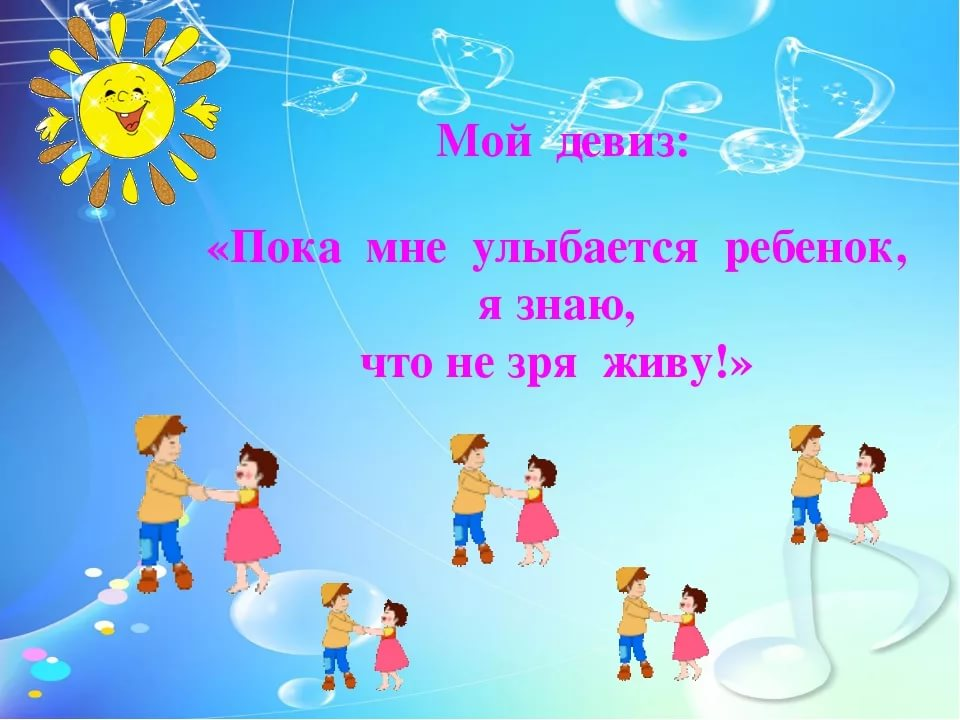 Мой девиз:
«Пока мне улыбается ребенок,
я знаю,
что не зря живу!»